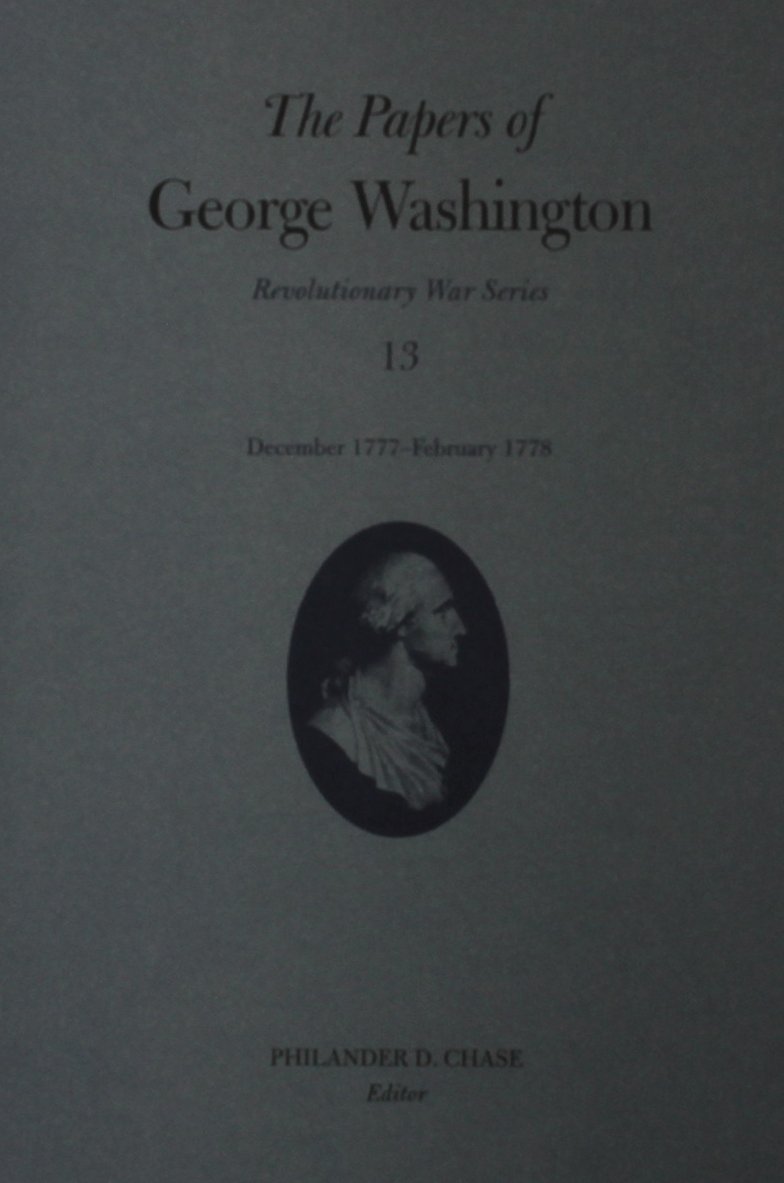 The Papers of
George Washington
Revolutionary War Series
13
December 1777–February 1778
PHILANDER D. CHASE
Editor